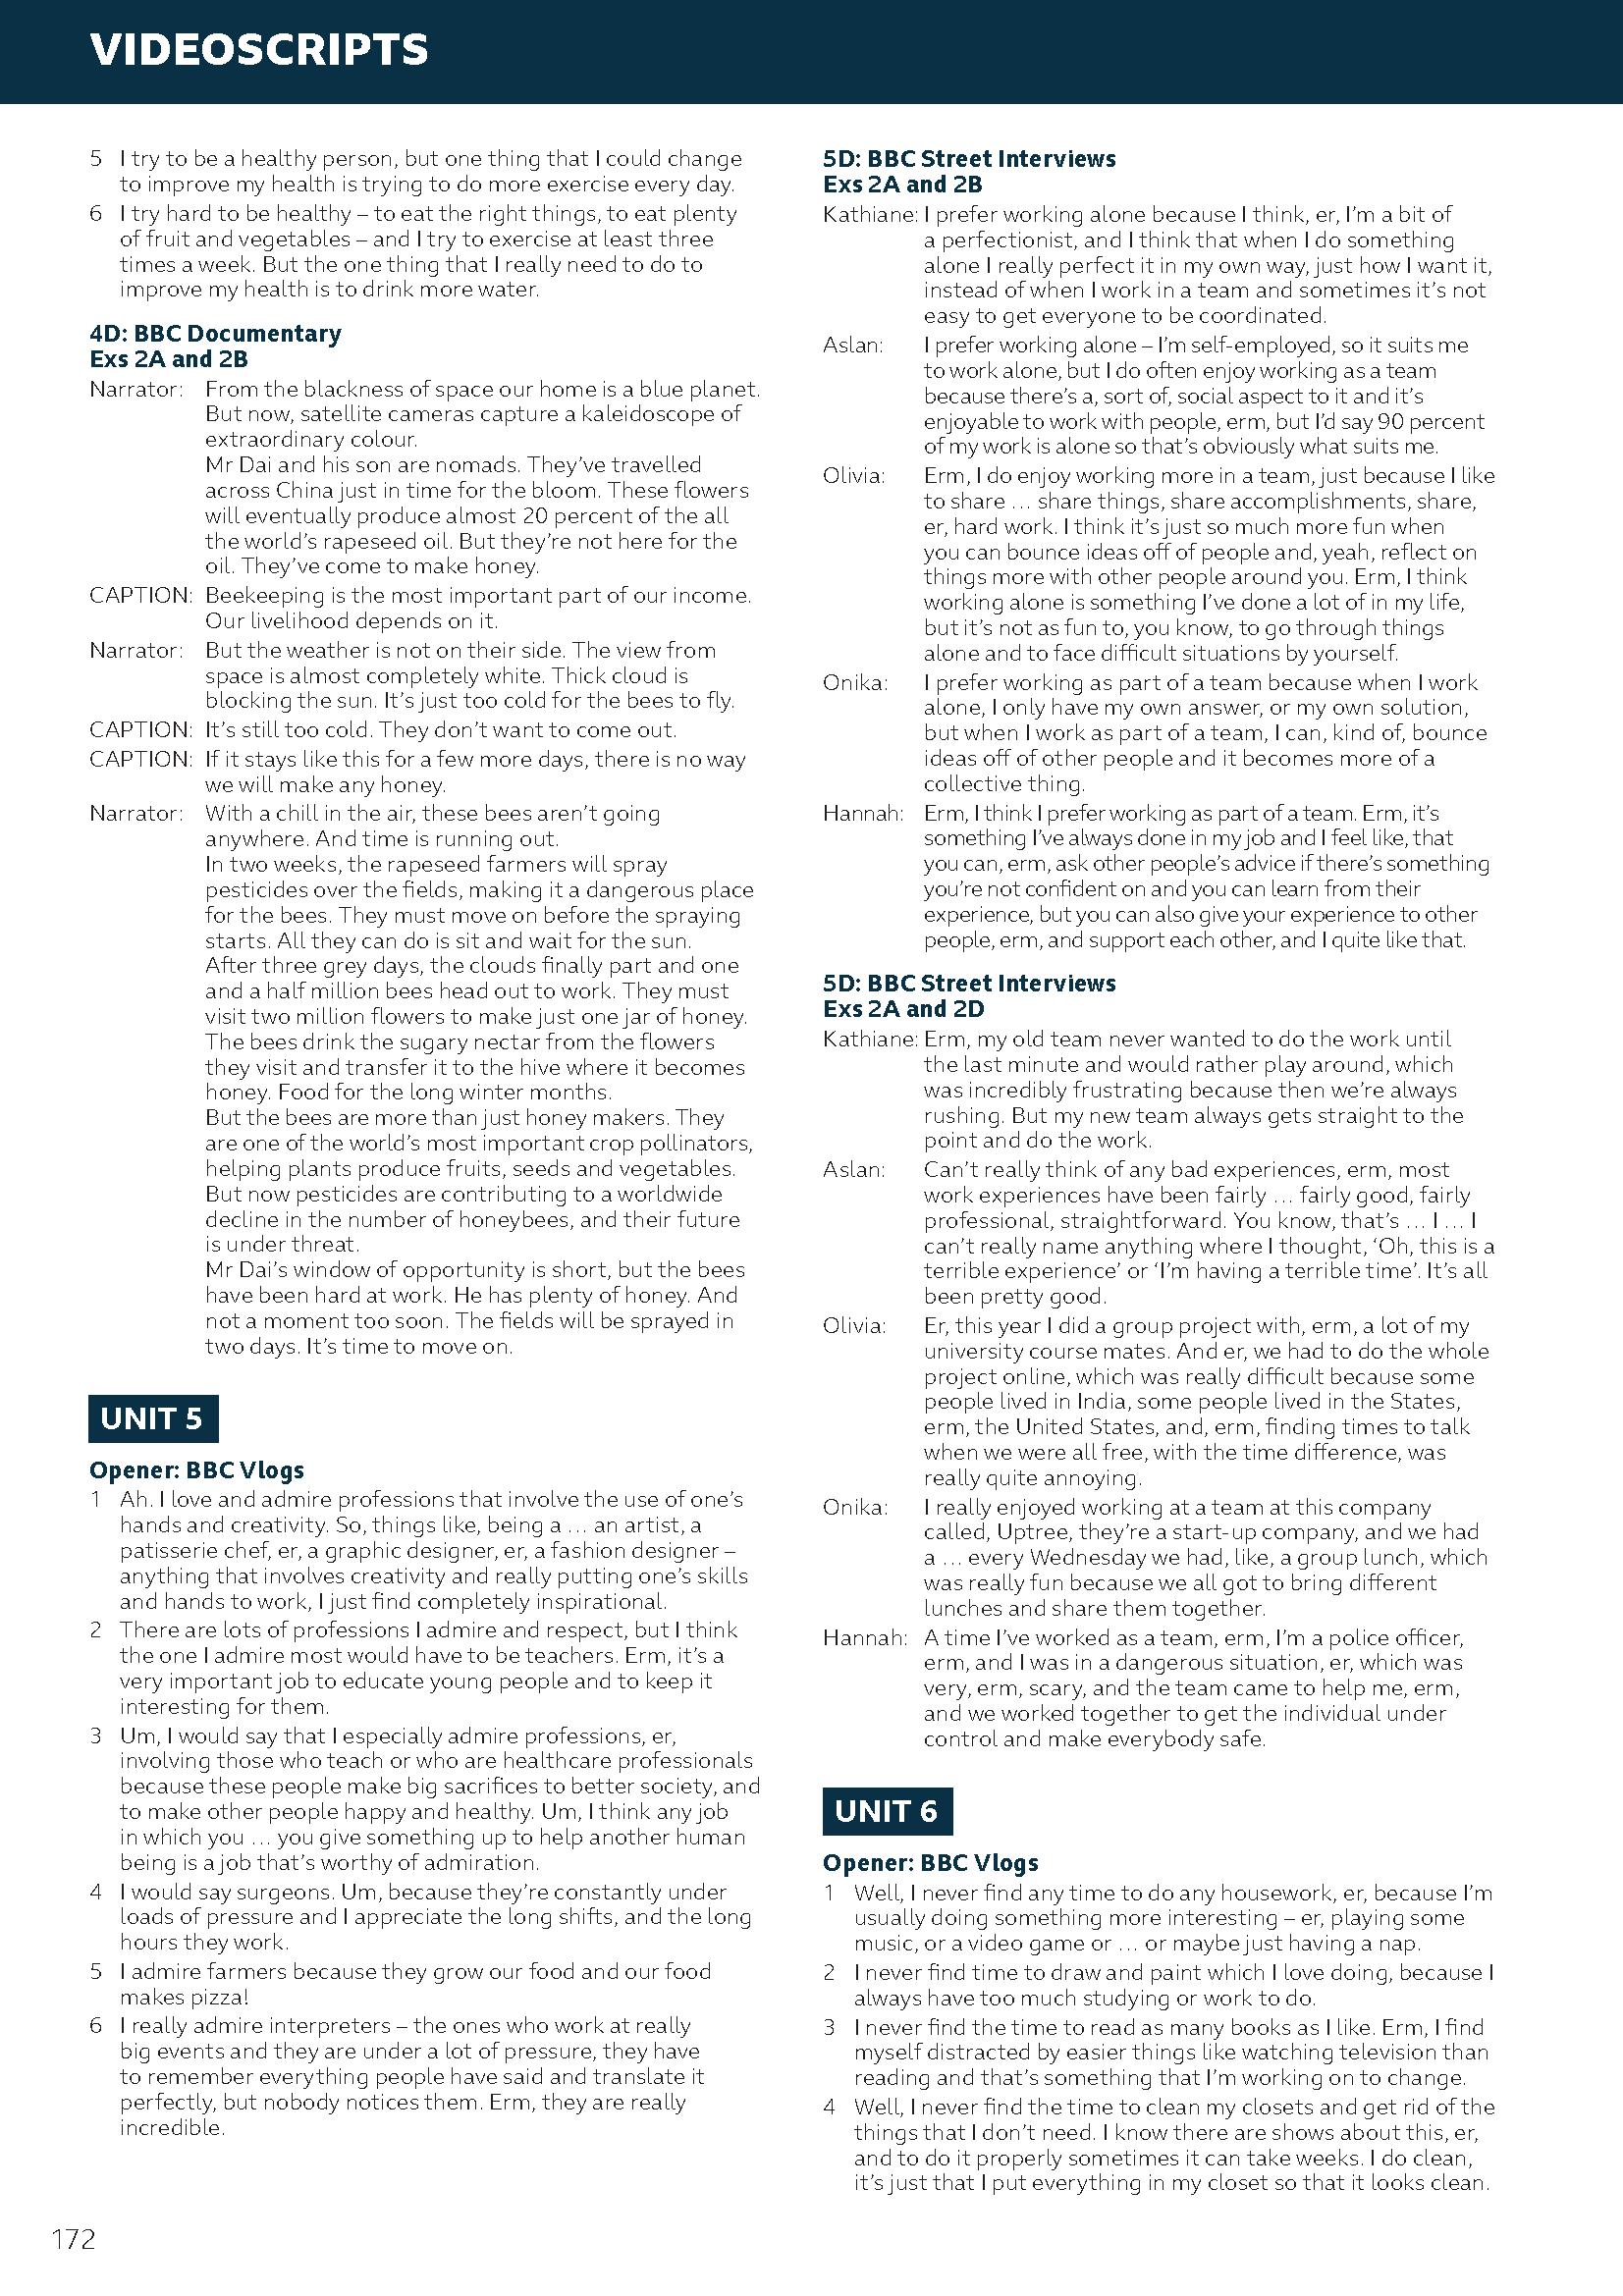 VIDEOSCRIPTS
5 I try to be a healthy person, but one thing that I could change
to improve my health is trying to do more exercise every day.
6 I try hard to be healthy – to eat the right things, to eat plenty
of fruit and vegetables – and I try to exercise at least three
times a week. But the one thing that I really need to do to
improve my health is to drink more water.
4D: BBC Documentary
Exs 2A and 2B
Narrator: From the blackness of space our home is a blue planet.
But now, satellite cameras capture a kaleidoscope of
extraordinary colour.
Mr Dai and his son are nomads. They’ve travelled
across China just in time for the bloom. These flowers
will eventually produce almost 20 percent of the all
the world’s rapeseed oil. But they’re not here for the
oil. They’ve come to make honey.
CAPTION: Beekeeping is the most important part of our income.
Our livelihood depends on it.
Narrator: But the weather is not on their side. The view from
space is almost completely white. Thick cloud is
blocking the sun. It’s just too cold for the bees to fly.
CAPTION: It’s still too cold. They don’t want to come out.
CAPTION: If it stays like this for a few more days, there is no way
we will make any honey.
Narrator: With a chill in the air, these bees aren’t going
anywhere. And time is running out.
In two weeks, the rapeseed farmers will spray
pesticides over the fields, making it a dangerous place
for the bees. They must move on before the spraying
starts. All they can do is sit and wait for the sun.
After three grey days, the clouds finally part and one
and a half million bees head out to work. They must
visit two million flowers to make just one jar of honey.
The bees drink the sugary nectar from the flowers
they visit and transfer it to the hive where it becomes
honey. Food for the long winter months.
But the bees are more than just honey makers. They
are one of the world’s most important crop pollinators,
helping plants produce fruits, seeds and vegetables.
But now pesticides are contributing to a worldwide
decline in the number of honeybees, and their future
is under threat.
Mr Dai’s window of opportunity is short, but the bees
have been hard at work. He has plenty of honey. And
not a moment too soon. The fields will be sprayed in
two days. It’s time to move on.
UNIT 5
Opener: BBC Vlogs
1 Ah. I love and admire professions that involve the use of one’s
hands and creativity. So, things like, being a … an artist, a
patisserie chef, er, a graphic designer, er, a fashion designer –
anything that involves creativity and really putting one’s skills
and hands to work, I just find completely inspirational.
2 There are lots of professions I admire and respect, but I think
the one I admire most would have to be teachers. Erm, it’s a
very important job to educate young people and to keep it
interesting for them.
3 Um, I would say that I especially admire professions, er,
involving those who teach or who are healthcare professionals
because these people make big sacrifices to better society, and
to make other people happy and healthy. Um, I think any job
in which you … you give something up to help another human
being is a job that’s worthy of admiration.
4 I would say surgeons. Um, because they’re constantly under
loads of pressure and I appreciate the long shifts, and the long
hours they work.
5 I admire farmers because they grow our food and our food
makes pizza!
6 I really admire interpreters – the ones who work at really
big events and they are under a lot of pressure, they have
to remember everything people have said and translate it
perfectly, but nobody notices them. Erm, they are really
incredible.
5D: BBC Street Interviews
Exs 2A and 2B
Kathiane: I prefer working alone because I think, er, I’m a bit of
a perfectionist, and I think that when I do something
alone I really perfect it in my own way, just how I want it,
instead of when I work in a team and sometimes it’s not
easy to get everyone to be coordinated.
Aslan: I prefer working alone – I’m self-employed, so it suits me
to work alone, but I do often enjoy working as a team
because there’s a, sort of, social aspect to it and it’s
enjoyable to work with people, erm, but I’d say 90 percent
of my work is alone so that’s obviously what suits me.
Olivia: Erm, I do enjoy working more in a team, just because I like
to share … share things, share accomplishments, share,
er, hard work. I think it’s just so much more fun when
you can bounce ideas off of people and, yeah, reflect on
things more with other people around you. Erm, I think
working alone is something I’ve done a lot of in my life,
but it’s not as fun to, you know, to go through things
alone and to face difficult situations by yourself.
Onika: I prefer working as part of a team because when I work
alone, I only have my own answer, or my own solution,
but when I work as part of a team, I can, kind of, bounce
ideas off of other people and it becomes more of a
collective thing.
Hannah: Erm, I think I prefer working as part of a team. Erm, it’s
something I’ve always done in my job and I feel like, that
you can, erm, ask other people’s advice if there’s something
you’re not confident on and you can learn from their
experience, but you can also give your experience to other
people, erm, and support each other, and I quite like that.
5D: BBC Street Interviews
Exs 2A and 2D
Kathiane: Erm, my old team never wanted to do the work until
the last minute and would rather play around, which
was incredibly frustrating because then we’re always
rushing. But my new team always gets straight to the
point and do the work.
Aslan: Can’t really think of any bad experiences, erm, most
work experiences have been fairly … fairly good, fairly
professional, straightforward. You know, that’s … I … I
can’t really name anything where I thought, ‘Oh, this is a
terrible experience’ or ‘I’m having a terrible time’. It’s all
been pretty good.
Olivia: Er, this year I did a group project with, erm, a lot of my
university course mates. And er, we had to do the whole
project online, which was really difficult because some
people lived in India, some people lived in the States,
erm, the United States, and, erm, finding times to talk
when we were all free, with the time difference, was
really quite annoying.
Onika: I really enjoyed working at a team at this company
called, Uptree, they’re a start-up company, and we had
a … every Wednesday we had, like, a group lunch, which
was really fun because we all got to bring different
lunches and share them together.
Hannah: A time I’ve worked as a team, erm, I’m a police officer,
erm, and I was in a dangerous situation, er, which was
very, erm, scary, and the team came to help me, erm,
and we worked together to get the individual under
control and make everybody safe.
UNIT 6
Opener: BBC Vlogs
1 Well, I never find any time to do any housework, er, because I’m
usually doing something more interesting – er, playing some
music, or a video game or … or maybe just having a nap.
2 I never find time to draw and paint which I love doing, because I
always have too much studying or work to do.
3 I never find the time to read as many books as I like. Erm, I find
myself distracted by easier things like watching television than
reading and that’s something that I’m working on to change.
4 Well, I never find the time to clean my closets and get rid of the
things that I don’t need. I know there are shows about this, er,
and to do it properly sometimes it can take weeks. I do clean,
it’s just that I put everything in my closet so that it looks clean.
172